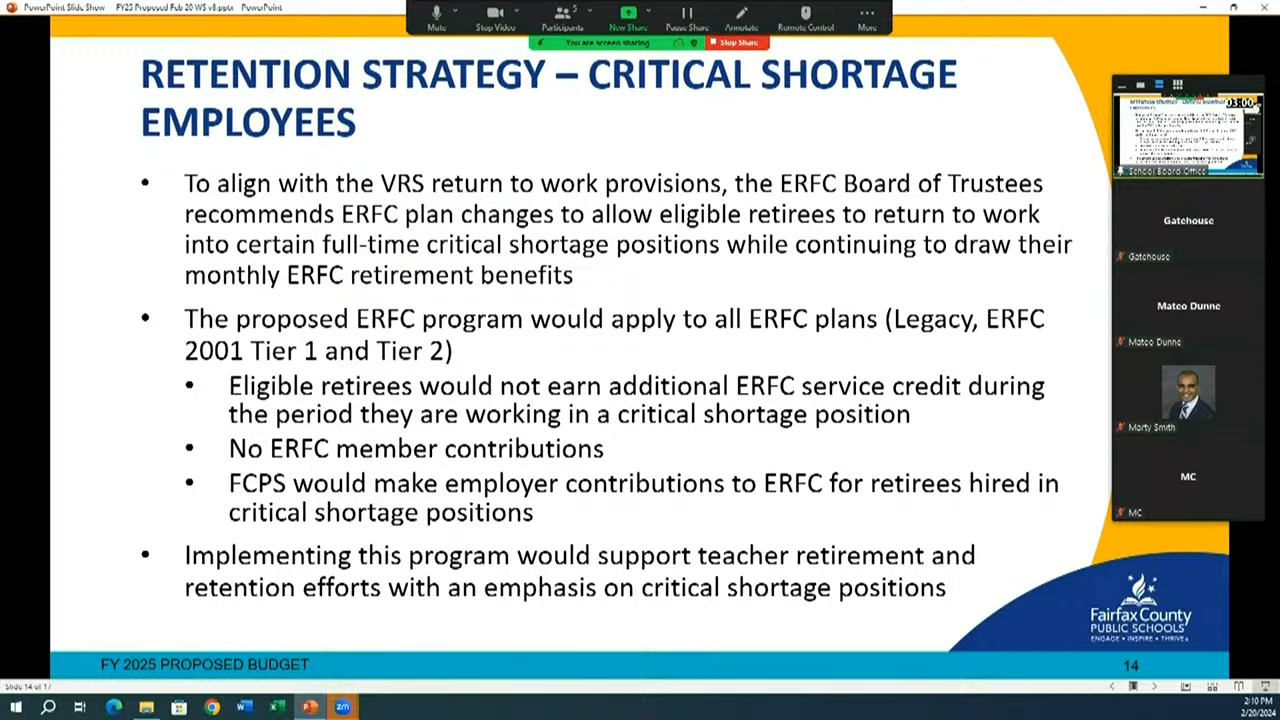 PowerPoint Slide Show - FY25 Proposed Feb 20 WS v8.pptx - PowerPoint
Mute
Stop Video
5
Participants
New Share
Pause Share
Annotate
Remote Control
More
You are screen sharing
Stop Share
RETENTION STRATEGY – CRITICAL SHORTAGE
EMPLOYEES
• To align with the VRS return to work provisions, the ERFC Board of Trustees
recommends ERFC plan changes to allow eligible retirees to return to work
into certain full-time critical shortage positions while continuing to draw their
monthly ERFC retirement benefits
• The proposed ERFC program would apply to all ERFC plans (Legacy, ERFC
2001 Tier 1 and Tier 2)
• Eligible retirees would not earn additional ERFC service credit during
the period they are working in a critical shortage position
• No ERFC member contributions
• FCPS would make employer contributions to ERFC for retirees hired in
critical shortage positions
• Implementing this program would support teacher retirement and
retention efforts with an emphasis on critical shortage positions
03:00
School Board Office
Gatehouse
Gatehouse
Mateo Dunne
Mateo Dunne
Marty Smith
MC
MC
Fairfax County
PUBLIC SCHOOLS
ENGAGE • INSPIRE • THRIVE
FY 2025 PROPOSED BUDGET
14
Slide 14 of 17
2:10 PM
2/20/2024